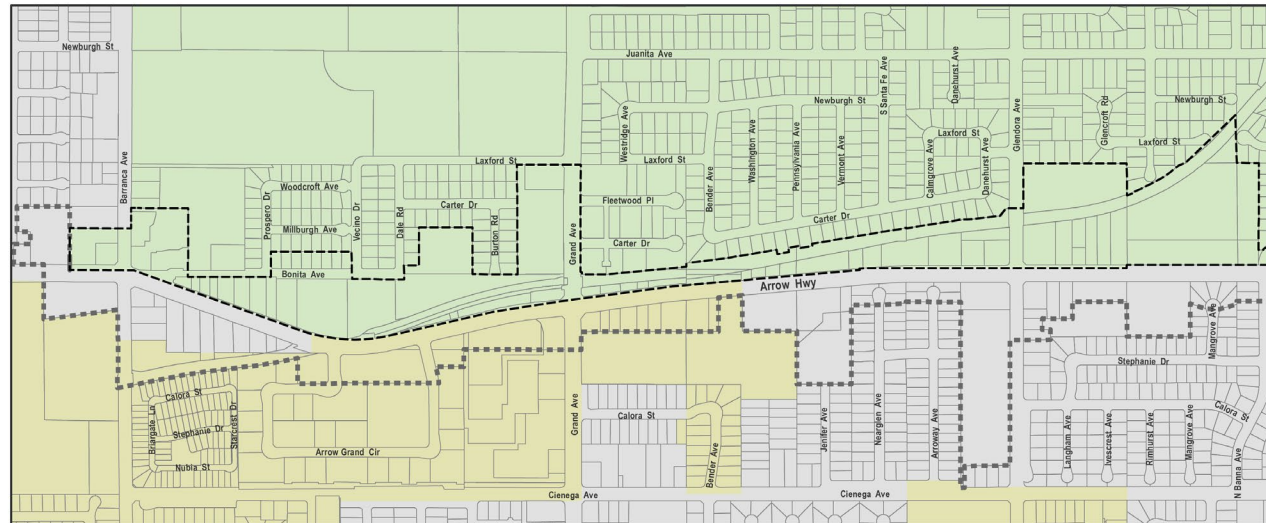 Newburgh St
Juanita Ave
S Santa Fe Ave
Danehurst Ave
Newburgh St
Glencroft Rd
Newburgh St
Glendora Ave
Westridge Ave
Barranca Ave
Laxford St
Laxford St
Laxford St
Laxford St
Washington Ave
Pennsylvania Ave
Vermont Ave
Calmgrove Ave
Danehurst Ave
Woodcroft Ave
Prospero Dr
Vecino Dr
Dale Rd
Carter Dr
Burton Rd
Fleetwood Pl
Bender Ave
Carter Dr
Millburgh Ave
Grand Ave
Carter Dr
Bonita Ave
Arrow Hwy
Mangrove Ave
Stephanie Dr
Calora St
Briargate Ln
Stephanie Dr
Starcrest Dr
Nubia St
Arrow Grand Cir
Grand Ave
Calora St
Bender Ave
Jenifer Ave
Neargien Ave
Arroway Ave
Langham Ave
Ivescrest Ave
Rimhurst Ave
Mangrove Ave
Calora St
N Banna Ave
Cienega Ave
Cienega Ave